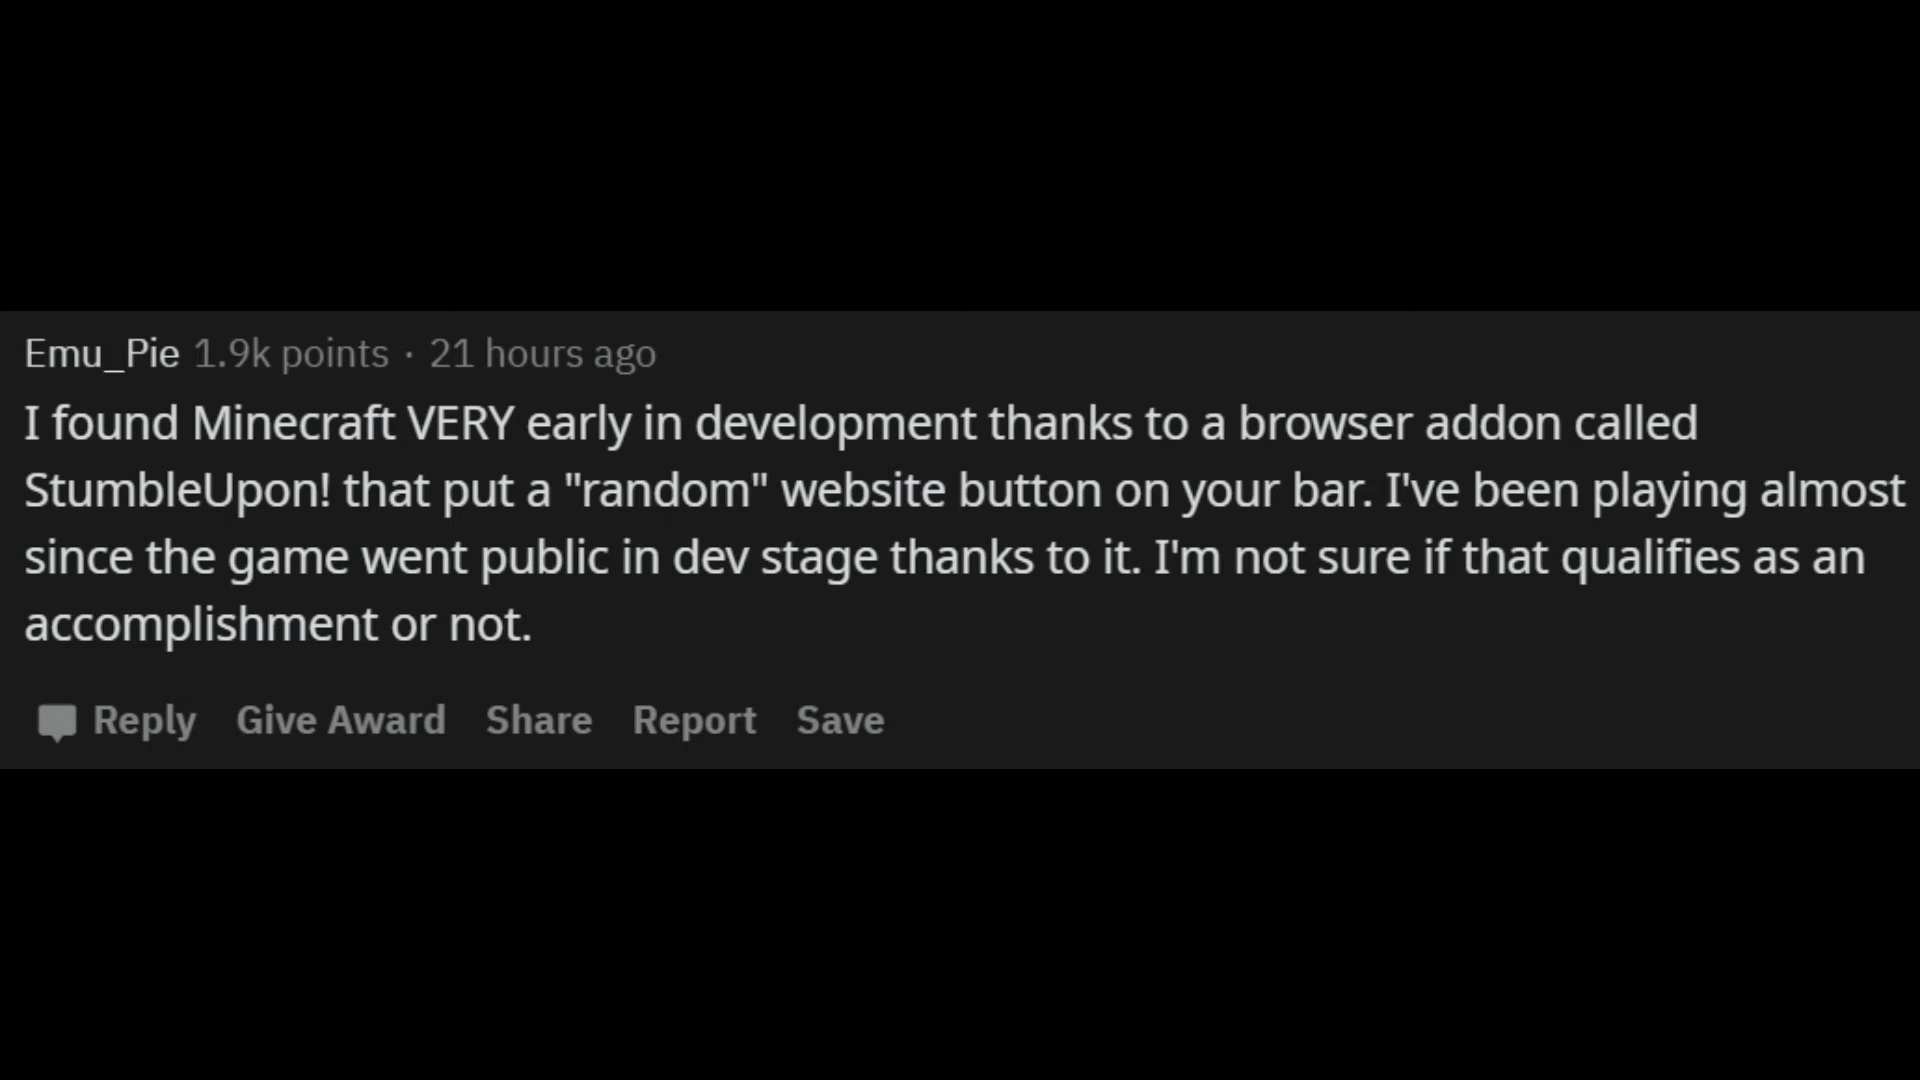 Emu_Pie 1.9k points · 21 hours ago
I found Minecraft VERY early in development thanks to a browser addon called
StumbleUpon! that put a "random" website button on your bar. I've been playing almost
since the game went public in dev stage thanks to it. I'm not sure if that qualifies as an
accomplishment or not.
Reply Give Award Share Report Save